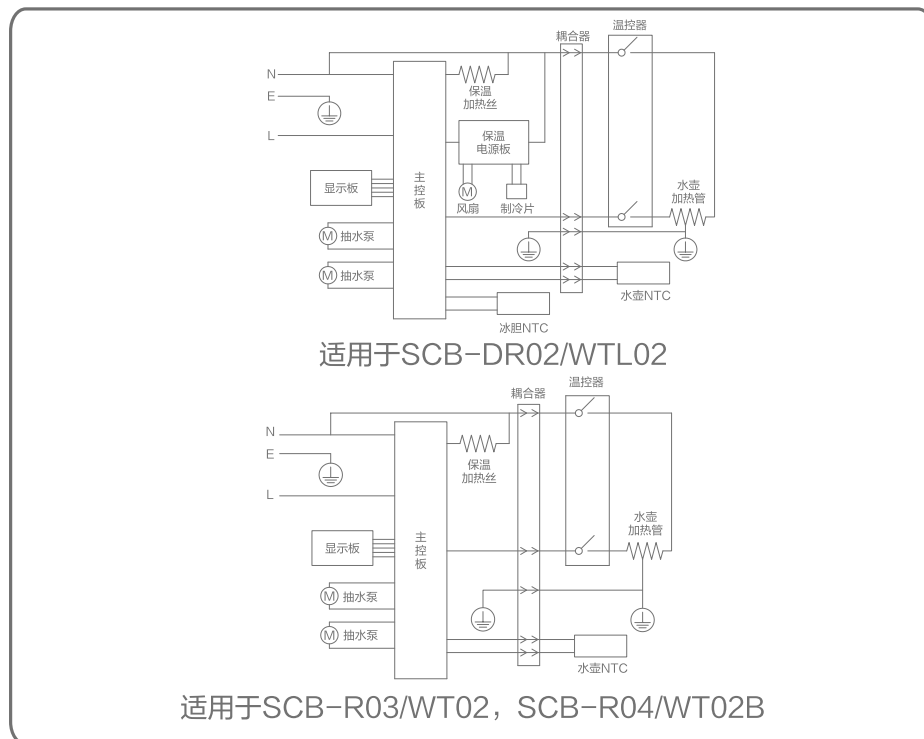 耦合器
温控器
N
保温
加热丝
E
L
保温
电源板
主
控
板
显示板
M
风扇
制冷片
水壶
加热管
M 抽水泵
M 抽水泵
水壶NTC
冰胆NTC
适用于SCB-DR02/WTL02
耦合器
温控器
N
E
保温
加热丝
L
水壶
加热管
显示板
主
控
板
M 抽水泵
M 抽水泵
水壶NTC
适用于SCB-R03/WT02，SCB-R04/WT02B